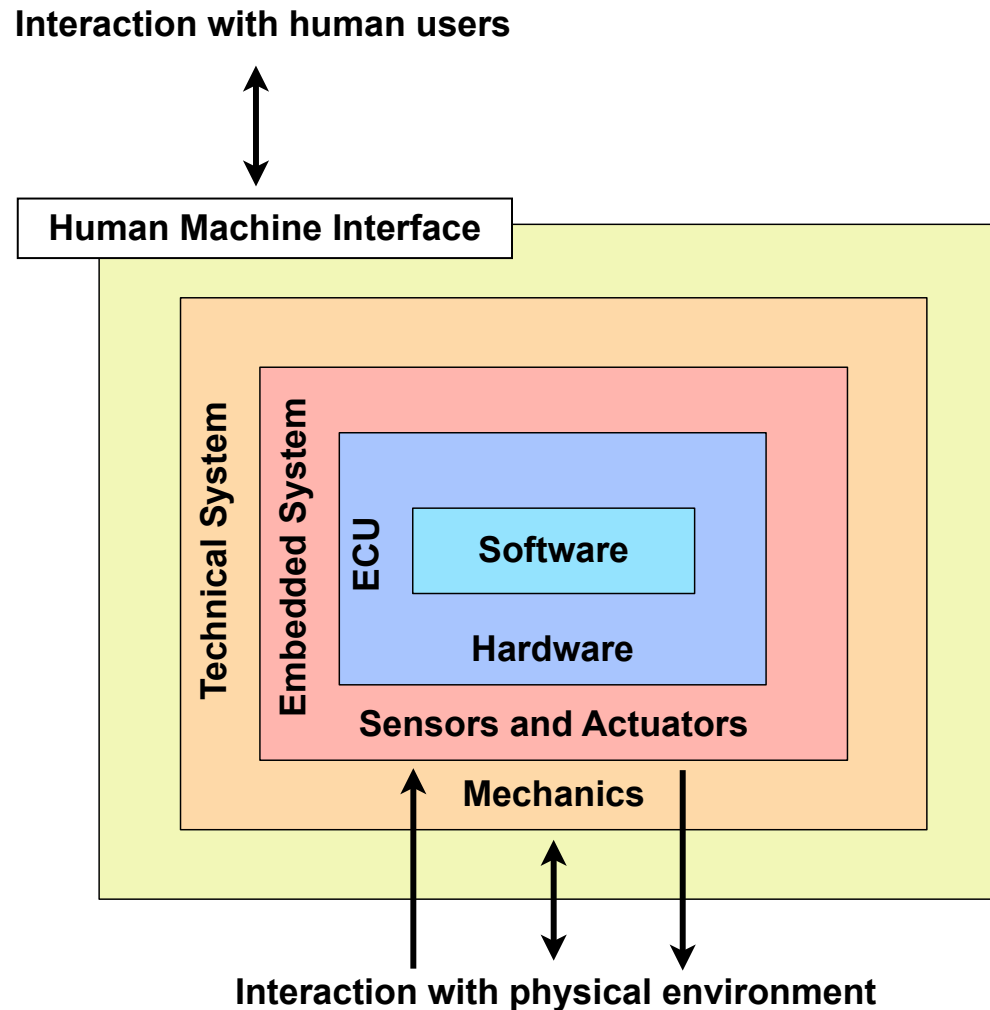 Interaction with human users
Human Machine Interface
Technical System
Embedded System
ECU
Software
Hardware
Sensors and Actuators
Mechanics
Interaction with physical environment